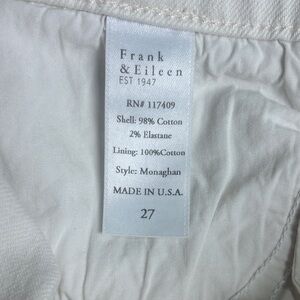 Frank
& Eileen
EST 1947
RN# 117409
Shell: 98% Cotton
2% Elastane
Lining: 100%Cotton
Style: Monaghan
MADE IN U.S.A.
27